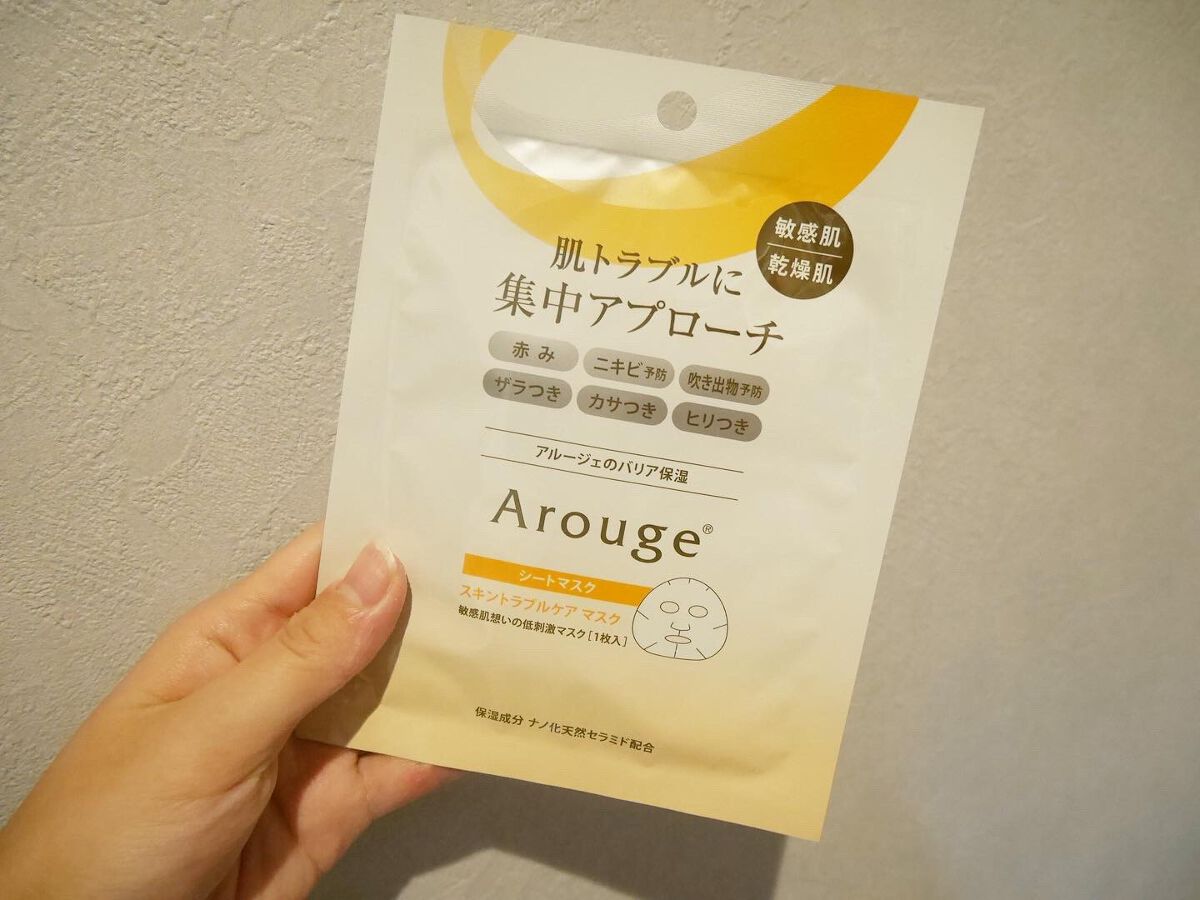 敏感肌
乾燥肌
肌トラブルに
集中アプローチ
赤み ニキビ予防 吹き出物予防
ザラつき カサつき ヒリつき
アルージェのバリア保湿
Arouge®
シートマスク
スキントラブルケア マスク
敏感肌想いの低刺激マスク[1枚入]
保湿成分 ナノ化天然セラミド配合